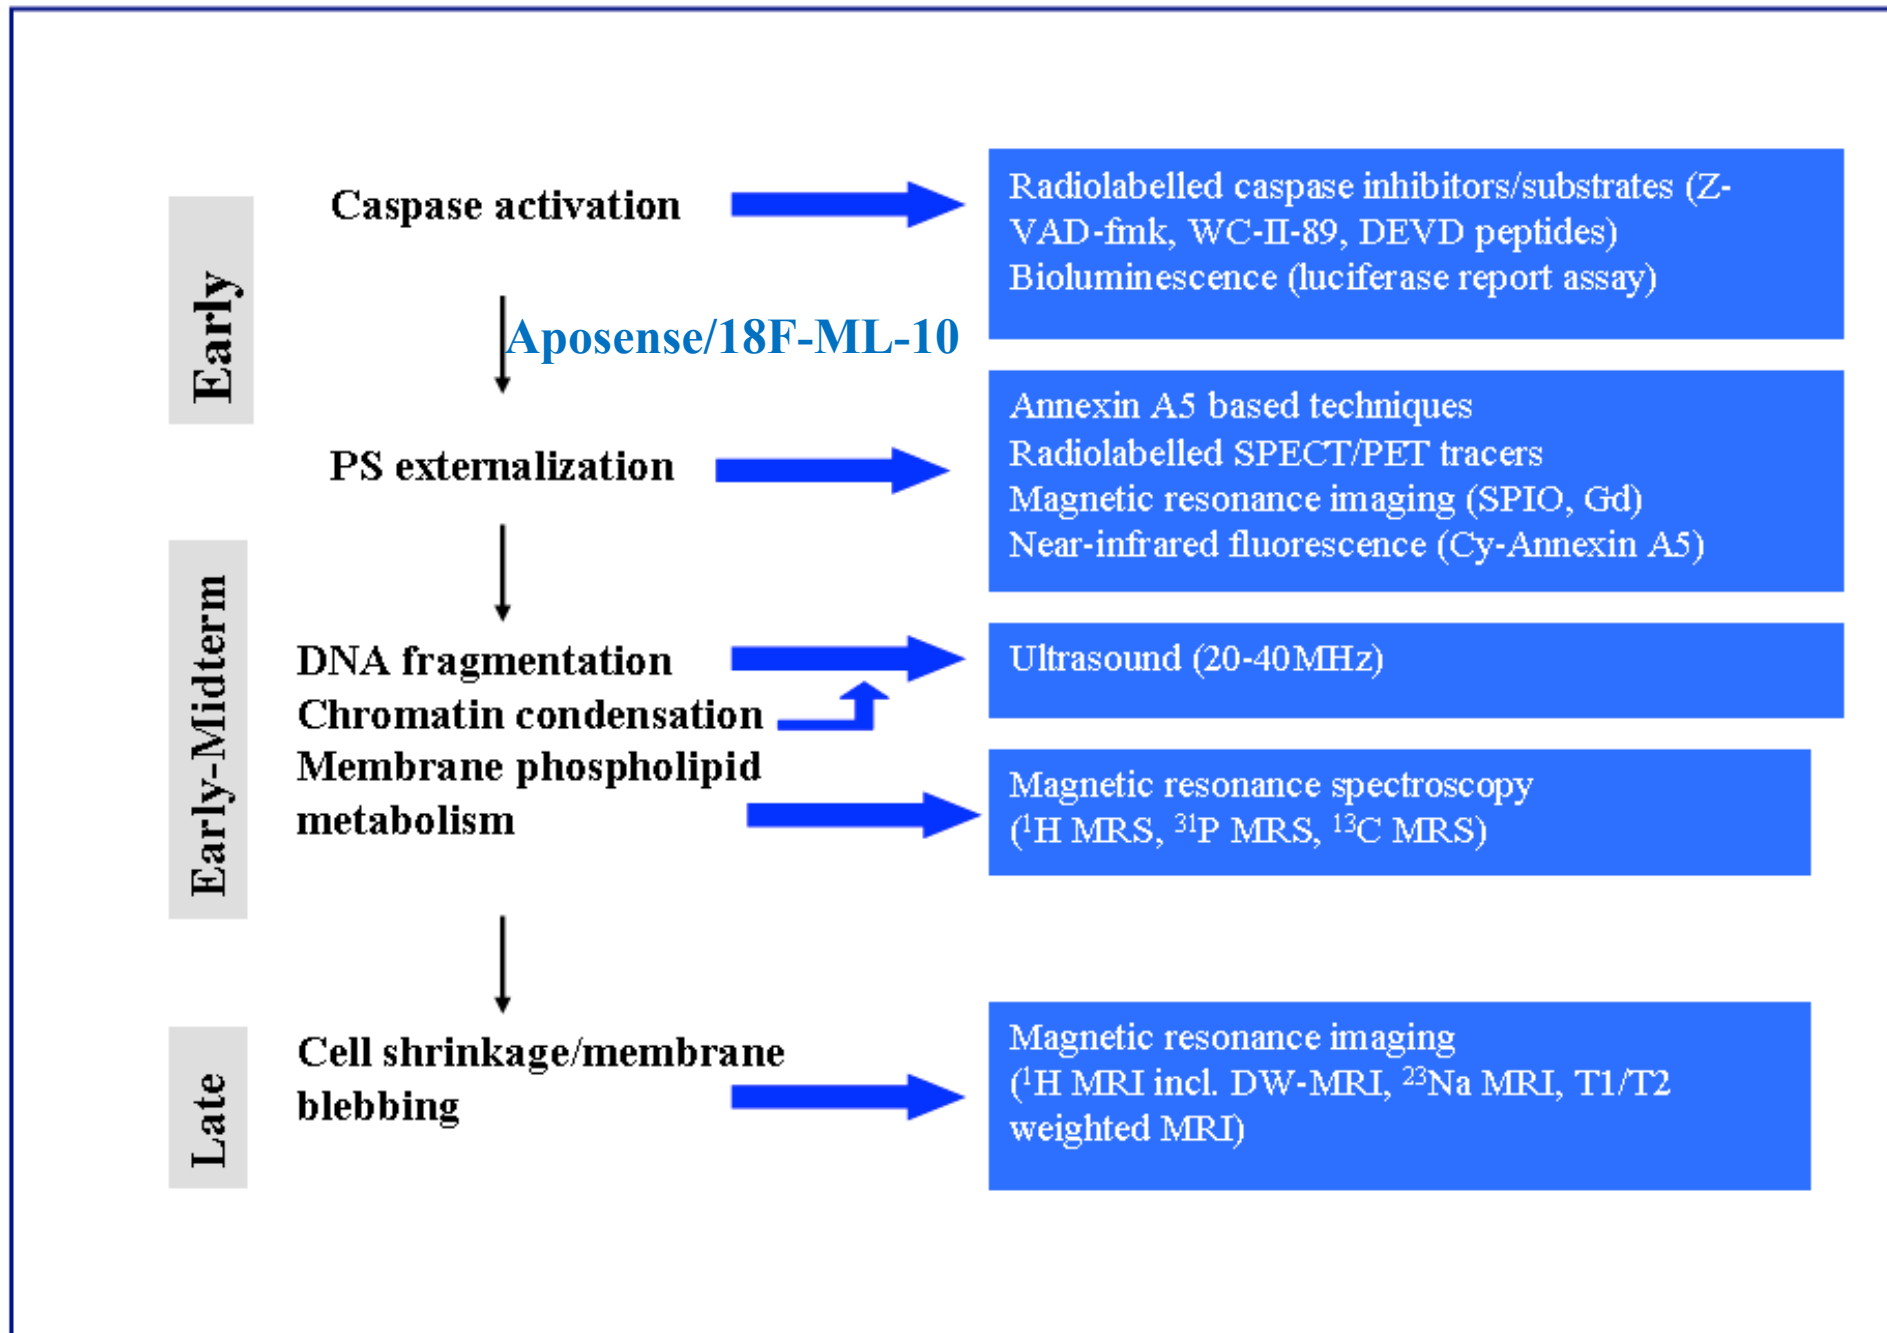 Early
Caspase activation
Radiolabelled caspase inhibitors/substrates (Z-
VAD-fmk, WC-II-89, DEVD peptides)
Bioluminescence (luciferase report assay)
Aposense/18F-ML-10
PS externalization
Annexin A5 based techniques
Radiolabelled SPECT/PET tracers
Magnetic resonance imaging (SPIO, Gd)
Near-infrared fluorescence (Cy-Annexin A5)
Early-Midterm
DNA fragmentation
Chromatin condensation
Ultrasound (20-40MHz)
Membrane phospholipid
metabolism
Magnetic resonance spectroscopy
(¹H MRS, ³¹P MRS, ¹³C MRS)
Late
Cell shrinkage/membrane
blebbing
Magnetic resonance imaging
(¹H MRI incl. DW-MRI, ²³Na MRI, T1/T2
weighted MRI)